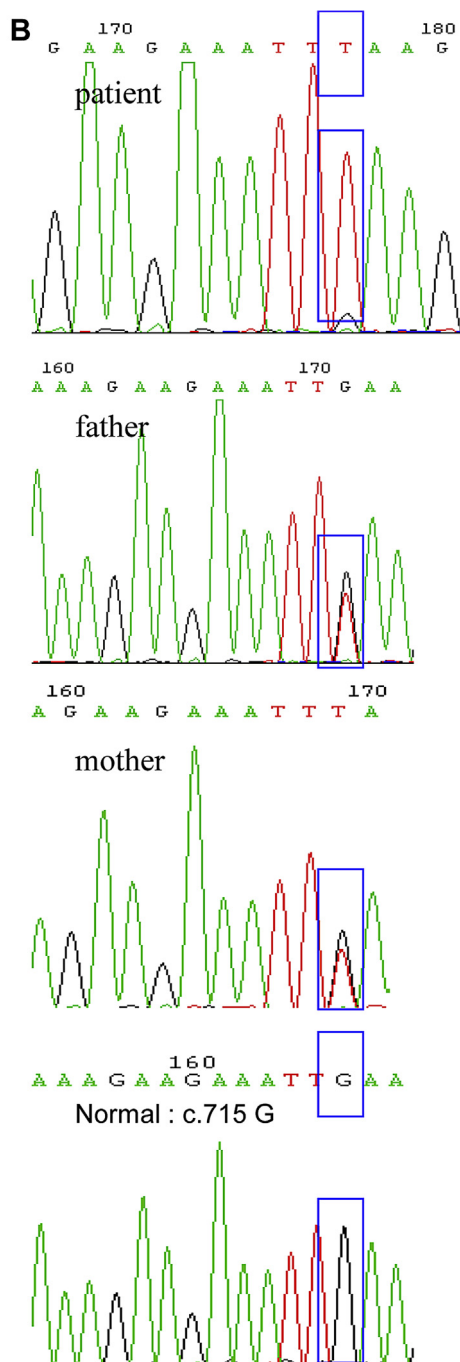 B
170 180
G A A G A A A T T T A A G
patient
160 170
A A A G A A G A A A T T G A A
father
160 170
A G A A G A A A T T T A
mother
160
A A A G A A G A A A T T G A A
Normal : c.715 G